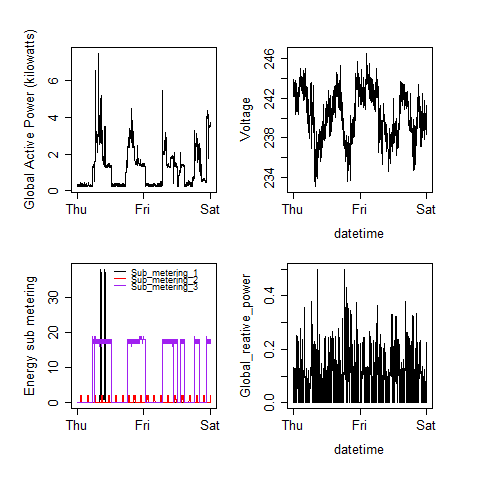 Global Active Power (kilowatts)
0 2 4 6
Thu Fri Sat
Voltage
234 238 242 246
Thu Fri Sat
datetime
Energy sub metering
0 10 20 30
Sub_metering_1
Sub_metering_2
Sub_metering_3
Thu Fri Sat
Global_reative_power
0.0 0.2 0.4
Thu Fri Sat
datetime